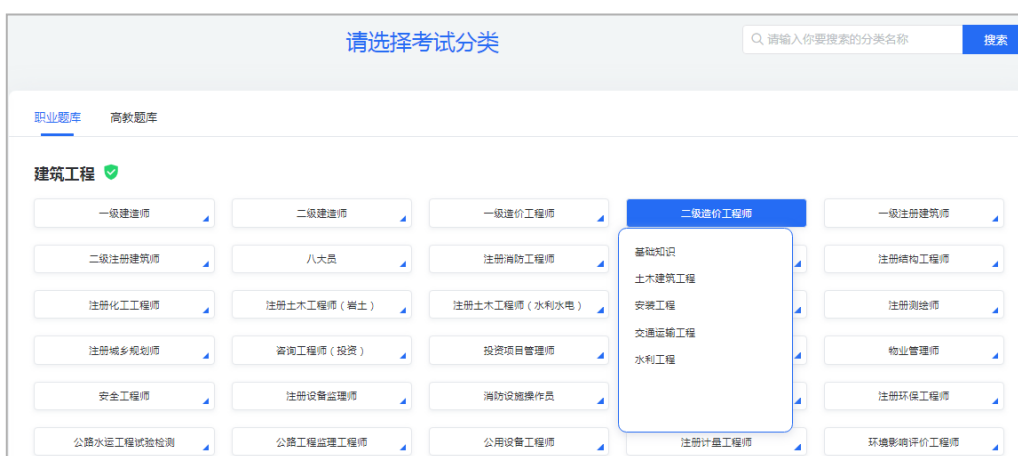 请选择考试分类
请输入你要搜索的分类名称
搜索
职业题库 高教题库
建筑工程
一级建造师 二级建造师 一级造价工程师 二级造价工程师 一级注册建筑师
二级注册建筑师 八大员 注册消防工程师 基础知识 注册结构工程师
土木建筑工程
注册化工工程师 注册土木工程师（岩土） 注册土木工程师（水利水电） 安装工程 注册测绘师
交通运输工程
注册城乡规划师 咨询工程师（投资） 投资项目管理师 水利工程 物业管理师
安全工程师 注册设备监理师 消防设施操作员 注册环保工程师
公路水运工程试验检测 公路工程监理工程师 公用设备工程师 注册计量工程师 环境影响评价工程师